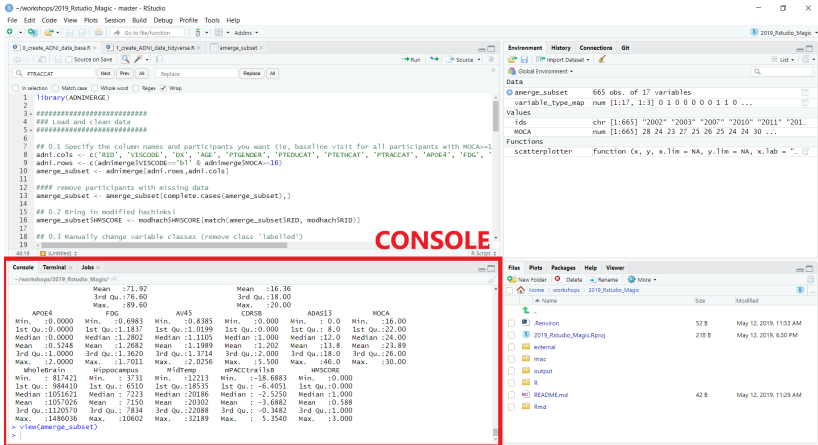 ~/workshops/2019_Rstudio_Magic - master - RStudio
File Edit Code View Plots Session Build Debug Profile Tools Help
Go to file/function
Addins
2019_Rstudio_Magic
0_create_ADNI_data_base.R
1_create_ADNI_data_tidyverse.R
amerge_subset
Source on Save
Run
Source
PTRACCAT
Next
Prev
All
Replace
Replace
All
In selection
Match case
Whole word
Regex
Wrap
1 library(ADNIMERGE)
2
3 ##########################
4 ### Load and clean data
5 ##########################
6
7 ## 0.1 Specify the column names and participants you want (ie, baseline visit for all participants with MOCA>=1
8 adni.cols <- c('RID', 'VISCODE', 'DX', 'AGE', 'PTGENDER', 'PTEDUCAT', 'PTETHCAT', 'PTRACCAT', 'APOE4', 'FDG', '
9 adni.rows <- c(adnimerge$VISCODE=='bl' & adnimerge$MOCA>=16)
10 amerge_subset <- adnimerge[adni.rows,adni.cols]
11
12 #### remove participants with missing data
13 amerge_subset <- amerge_subset[complete.cases(amerge_subset),]
14
15 ## 0.2 Bring in modified hachinksi
16 amerge_subset$HMSCORE <- modhach$HMSCORE[match(amerge_subset$RID, modhach$RID)]
17
18 ## 0.3 Manually change variable classes (remove class 'labelled')
19
48:19
(Untitled)
R Script
CONSOLE
Console Terminal Jobs
~/workshops/2019_Rstudio_Magic/
Mean :71.92 Mean :16.36
3rd Qu.:76.60 3rd Qu.:18.00
Max. :89.60 Max. :20.00
APOE4 FDG AV45 CDRSB ADAS13 MOCA
Min. :0.0000 Min. :0.6983 Min. :0.8385 Min. :0.000 Min. : 0.0 Min. :16.00
1st Qu.:0.0000 1st Qu.:1.1837 1st Qu.:1.0199 1st Qu.:0.000 1st Qu.: 8.0 1st Qu.:22.00
Median :0.0000 Median :1.2802 Median :1.1105 Median :1.000 Median :12.0 Median :24.00
Mean :0.5248 Mean :1.2682 Mean :1.1989 Mean :1.202 Mean :13.8 Mean :23.89
3rd Qu.:1.0000 3rd Qu.:1.3620 3rd Qu.:1.3714 3rd Qu.:2.000 3rd Qu.:18.0 3rd Qu.:26.00
Max. :2.0000 Max. :1.7011 Max. :2.0256 Max. :5.500 Max. :46.0 Max. :30.00
WholeBrain Hippocampus MidTemp mPACCtrailsB HMSCORE
Min. : 817421 Min. : 3731 Min. :12213 Min. :-18.6883 Min. :0.000
1st Qu.: 984410 1st Qu.: 6510 1st Qu.:18535 1st Qu.: -6.4051 1st Qu.:0.000
Median :1051621 Median : 7223 Median :20186 Median : -2.5250 Median :1.000
Mean :1057026 Mean : 7150 Mean :20302 Mean : -3.6882 Mean :0.588
3rd Qu.:1120570 3rd Qu.: 7834 3rd Qu.:22088 3rd Qu.: -0.3482 3rd Qu.:1.000
Max. :1486036 Max. :10602 Max. :32189 Max. : 5.3540 Max. :3.000
> view(amerge_subset)
>
Environment History Connections Git
Import Dataset
List
Global Environment
Data
amerge_subset 665 obs. of 17 variables
variable_type_map num [1:17, 1:3] 0 1 0 0 0 0 0 1 1 0 ...
Values
ids chr [1:665] "2002" "2003" "2007" "2010" "2011" "201…
MOCA num [1:665] 28 24 23 27 25 26 25 24 24 30 ...
Functions
scatterplotter function (x, y, x.lim = NA, y.lim = NA, x.lab = "…
Files Plots Packages Help Viewer
New Folder Delete Rename More
Home workshops 2019_Rstudio_Magic
Name Size Modified
..
.Renviron 52 B May 12, 2019, 11:33 AM
2019_Rstudio_Magic.Rproj 218 B May 12, 2019, 6:30 PM
external
misc
output
R
README.md 42 B May 12, 2019, 11:29 AM
Rmd